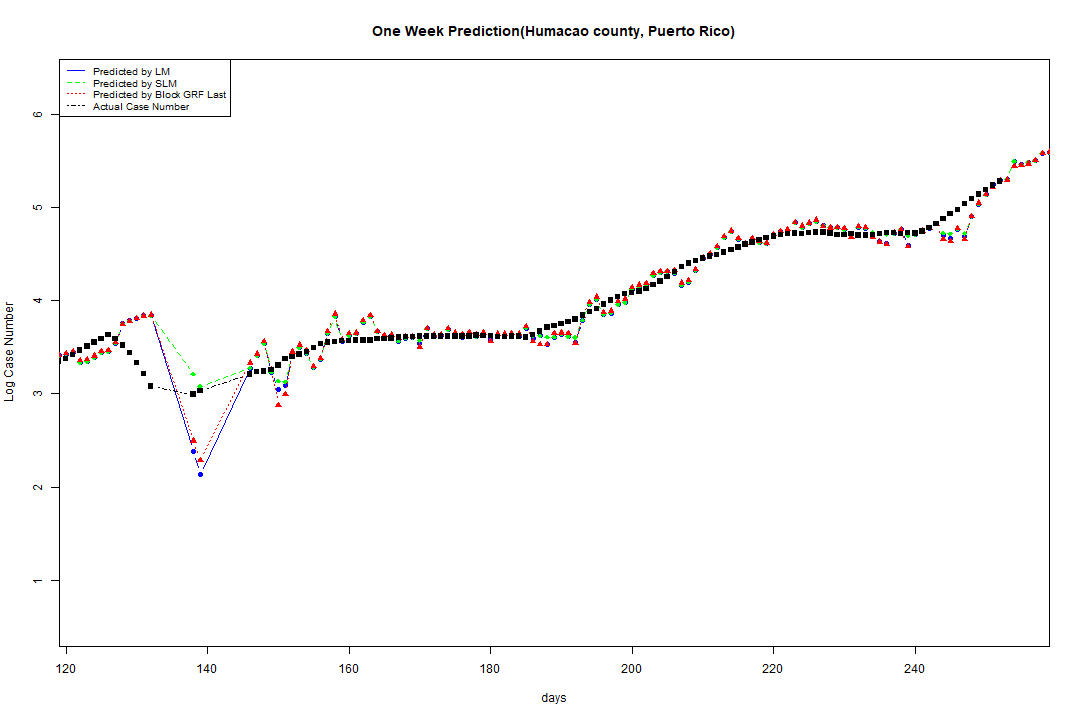 One Week Prediction(Humacao county, Puerto Rico)
Predicted by LM
Predicted by SLM
Predicted by Block GRF Last
Actual Case Number
6
5
4
3
2
1
Log Case Number
120 140 160 180 200 220 240
days